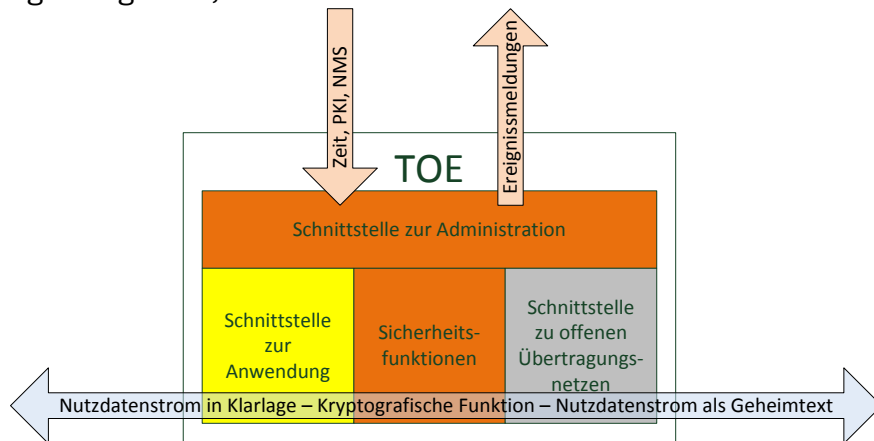 Zeit, PKI, NMS
Ereignissmeldungen
TOE
Schnittstelle zur Administration
Schnittstelle
zur
Anwendung
Sicherheits-
funktionen
Schnittstelle
zu offenen
Übertragungs-
netzen
Nutzdatenstrom in Klarlage – Kryptografische Funktion – Nutzdatenstrom als Geheimtext